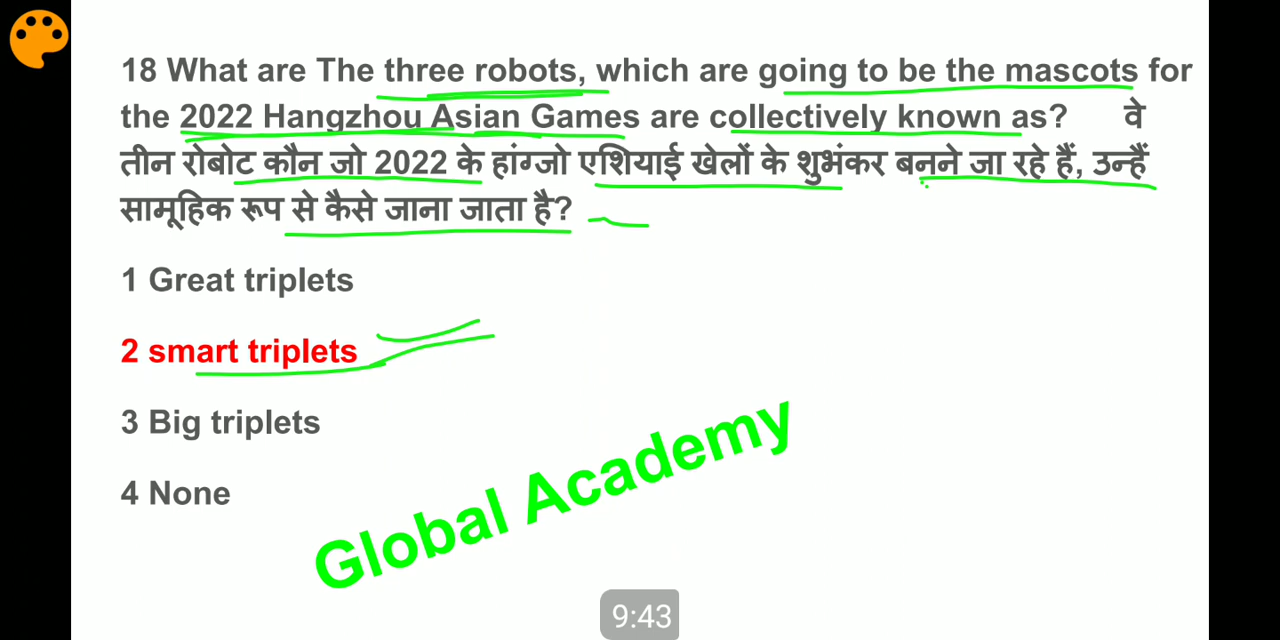 18 What are The three robots, which are going to be the mascots for
the 2022 Hangzhou Asian Games are collectively known as? वे
तीन रोबोट कौन जो 2022 के हांग्जो एशियाई खेलों के शुभंकर बनने जा रहे हैं, उन्हैं
सामूहिक रूप से कैसे जाना जाता है?
1 Great triplets
2 smart triplets
3 Big triplets
4 None
Global Academy
9:43